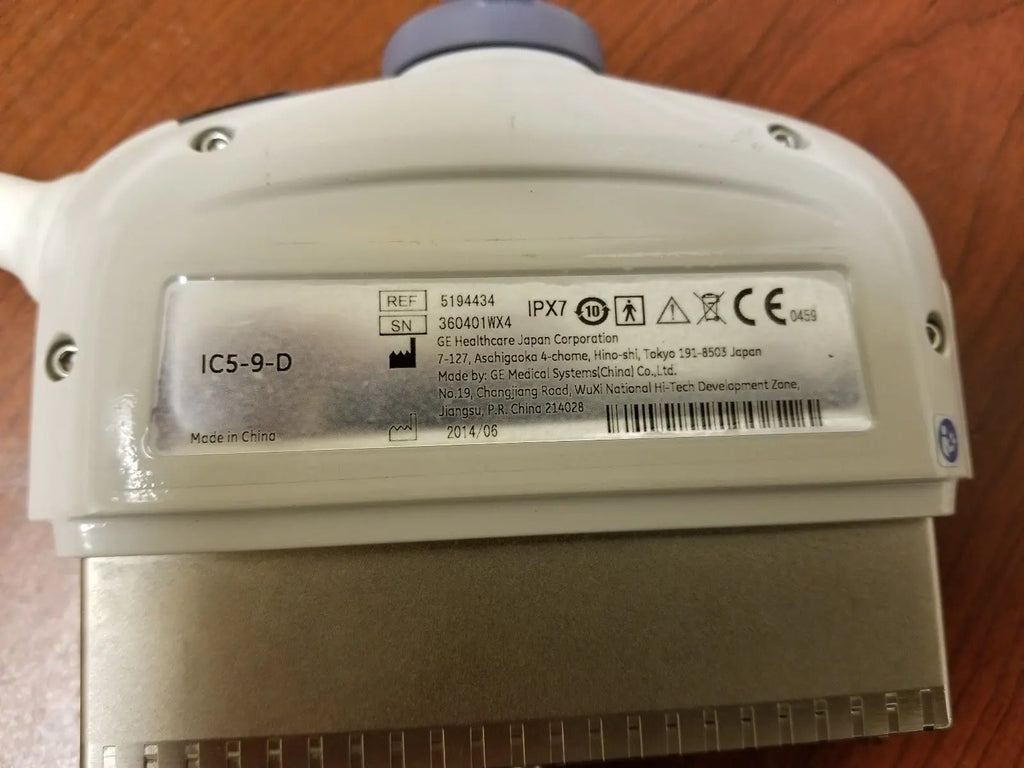 IC5-9-D
Made in China
REF 5194434
SN 360401WX4
IPX7 10 CE 0459
GE Healthcare Japan Corporation
7-127, Asahigaoka 4-chome, Hino-shi, Tokyo 191-8503 Japan
Made by: GE Medical Systems(China) Co.,Ltd.
No.19, Changjiang Road, WuXi National Hi-Tech Development Zone,
Jiangsu, P.R. China 214028
2014/06